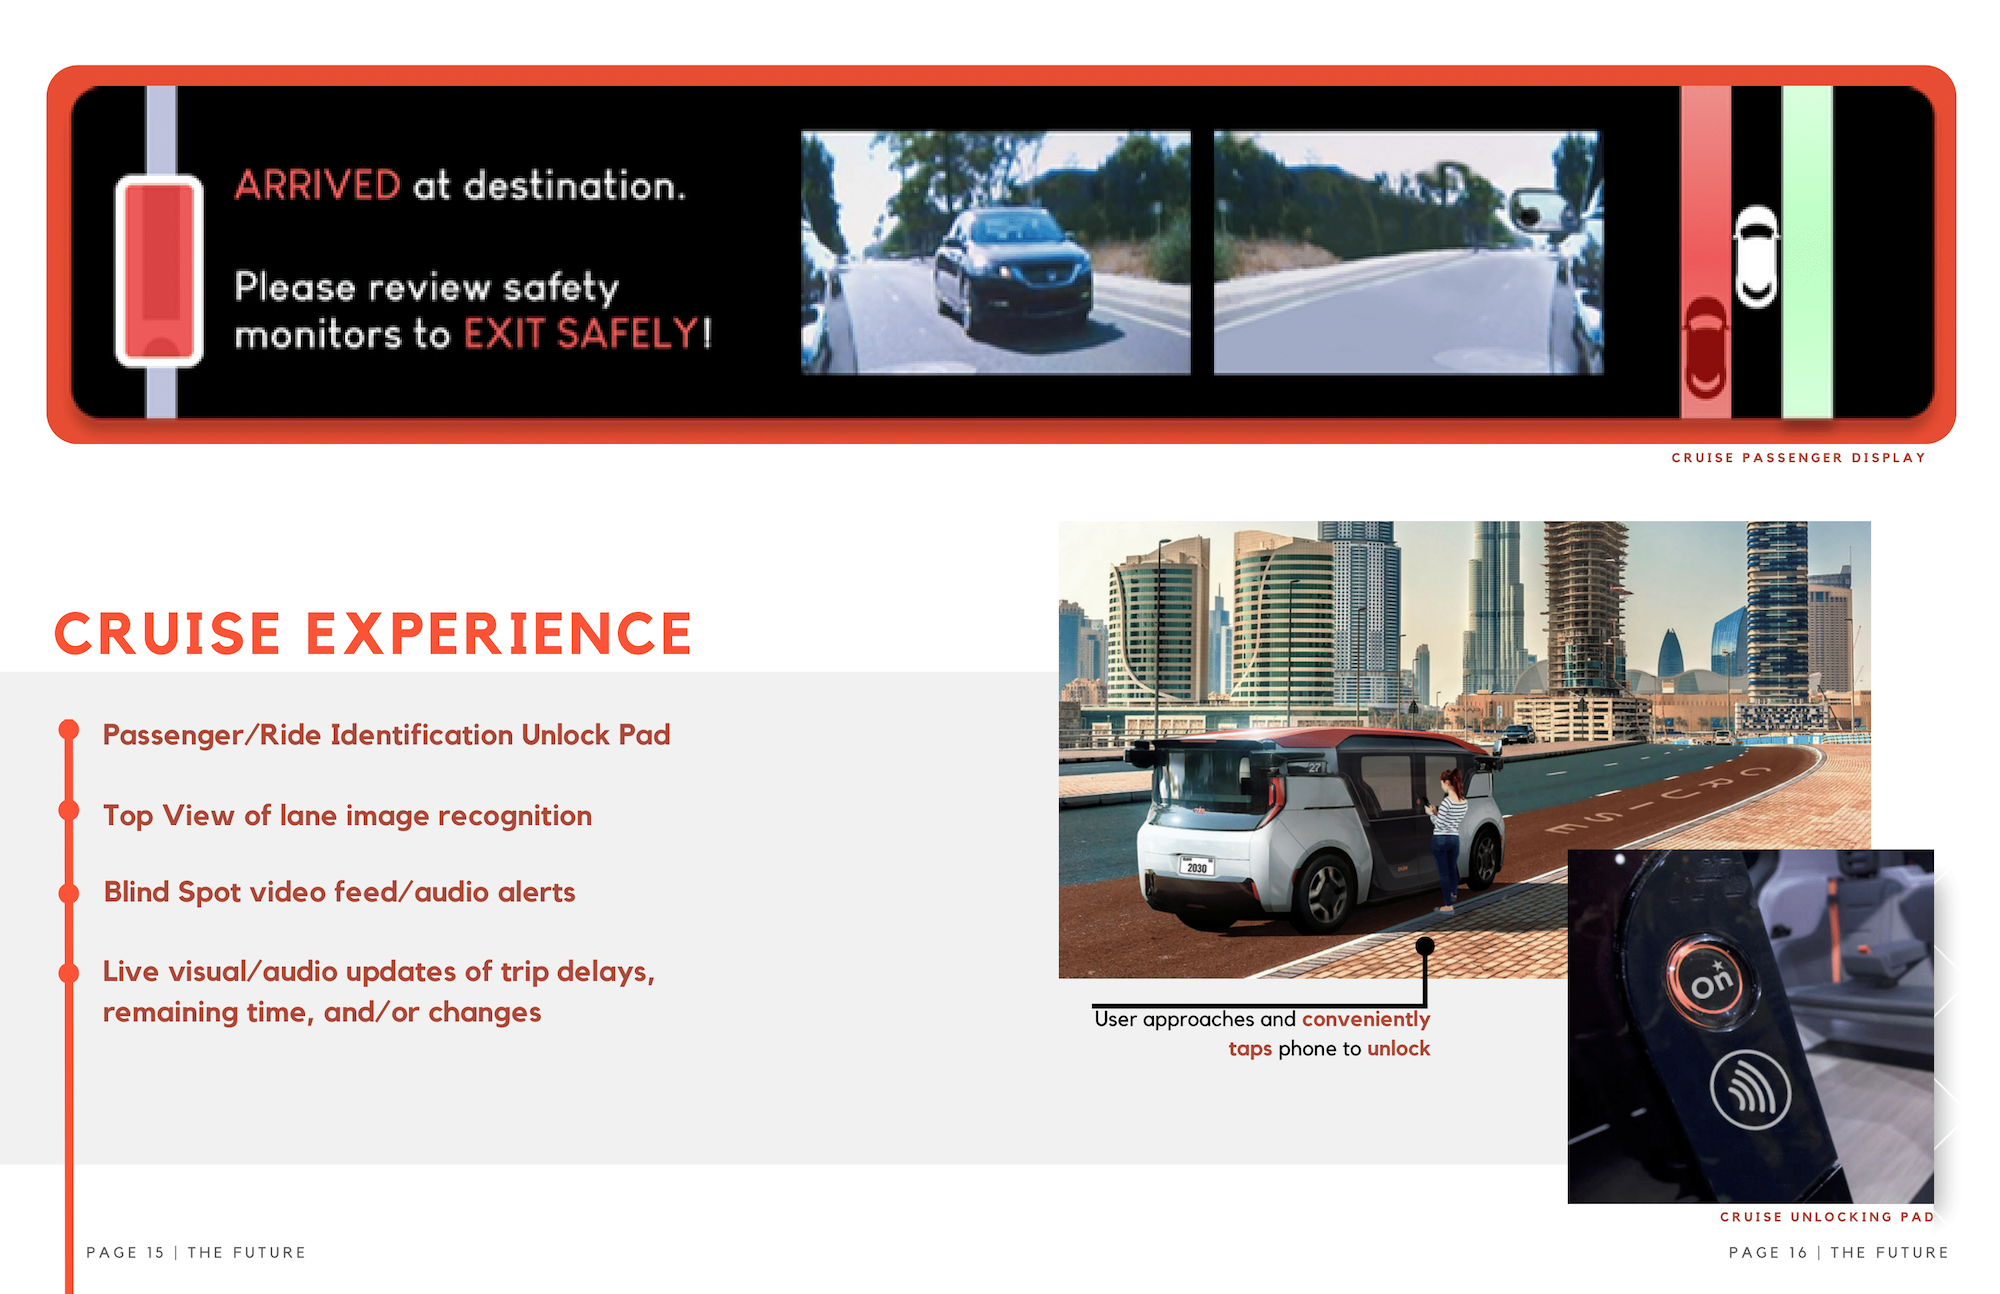 ARRIVED at destination.
Please review safety
monitors to EXIT SAFELY!
CRUISE PASSENGER DISPLAY
CRUISE EXPERIENCE
Passenger/Ride Identification Unlock Pad
Top View of lane image recognition
Blind Spot video feed/audio alerts
Live visual/audio updates of trip delays,
remaining time, and/or changes
27
CRUISE
2030
User approaches and conveniently
taps phone to unlock
On
CRUISE UNLOCKING PAD
PAGE 15 | THE FUTURE
PAGE 16 | THE FUTURE